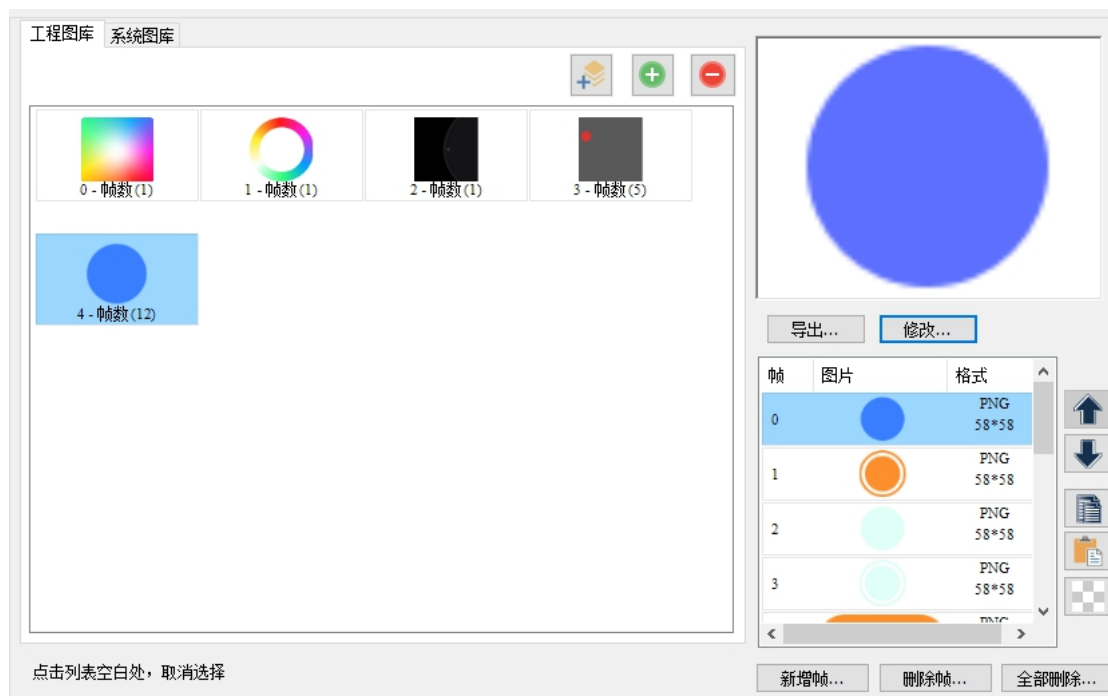 工程图库 系统图库
0 - 帧数(1) 1 - 帧数(1) 2 - 帧数(1) 3 - 帧数(5)
4 - 帧数(12)
导出... 修改...
帧 图片 格式
0 PNG
58*58
1 PNG
58*58
2 PNG
58*58
3 PNG
58*58
PNG
点击列表空白处，取消选择
新增帧... 删除帧... 全部删除...